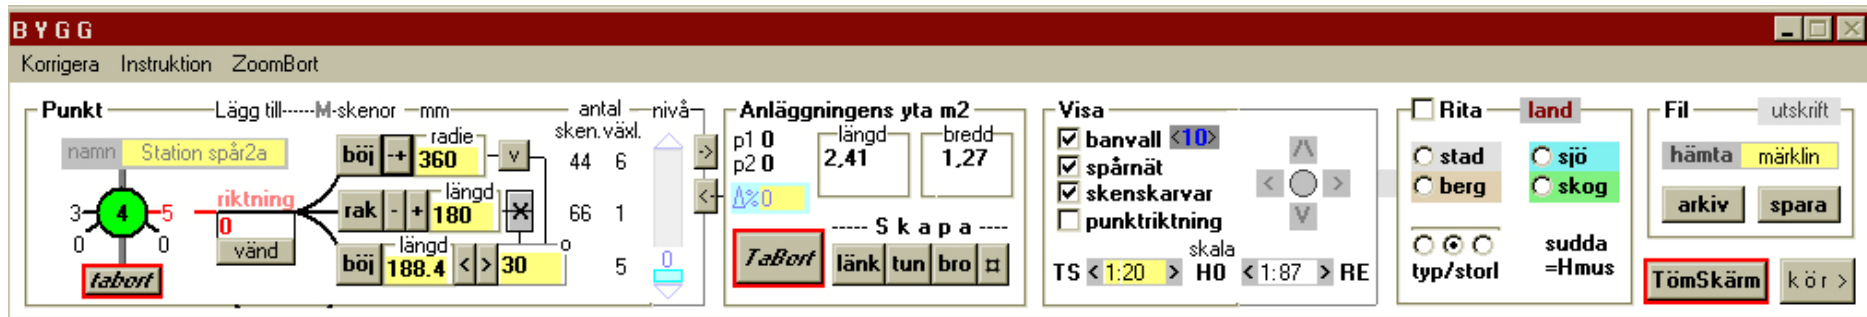 B Y G G
Korrigera Instruktion ZoomBort
Punkt Lägg till------M-skenor mm antal nivå
sken. växl.
namn Station spår2a
3 4 5
0 0
tabort
riktning
0
vänd
böj -+ radie 360 v
rak - + längd 180 X
böj längd 188.4 < > 30 o
44 6
66 1
5
0
->
<-
Anläggningens yta m2
p1 0
p2 0
Δ%0
längd
2,41
bredd
1,27
TaBort
----- S k a p a ----
länk tun bro ¤
Visa
banvall <10>
spårnät
skenskarvar
punktriktning
/\
< >
V
skala
TS < 1:20 > H0 < 1:87 > RE
Rita land
stad sjö
berg skog
typ/storl
sudda
=Hmus
Fil utskrift
hämta märklin
arkiv spara
TömSkärm kör >